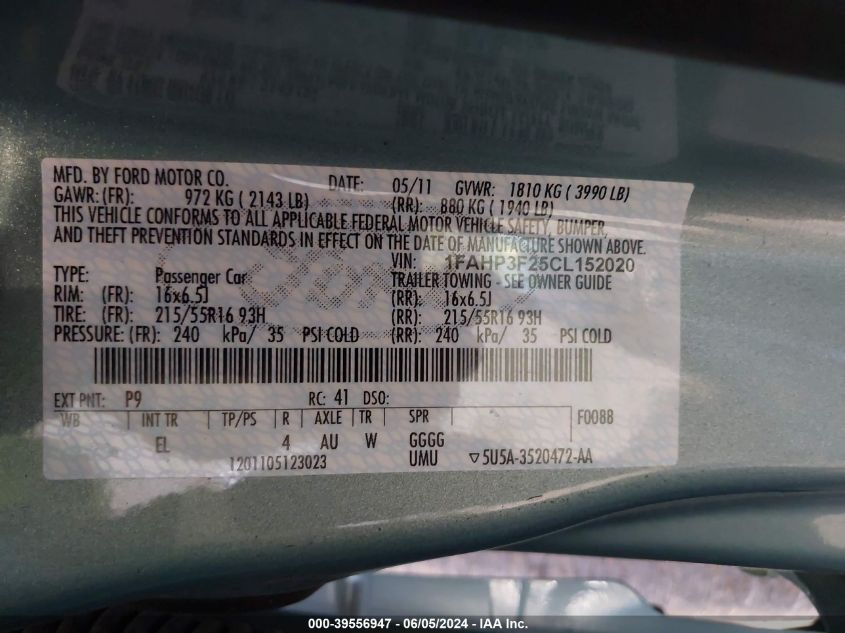 MFD. BY FORD MOTOR CO. DATE: 05/11 GVWR: 1810 KG ( 3990 LB)
GAWR: (FR): 972 KG ( 2143 LB) (RR): 880 KG ( 1940 LB)
THIS VEHICLE CONFORMS TO ALL APPLICABLE FEDERAL MOTOR VEHICLE SAFETY, BUMPER,
AND THEFT PREVENTION STANDARDS IN EFFECT ON THE DATE OF MANUFACTURE SHOWN ABOVE.
VIN: 1FAHP3F25CL152020
TYPE: Passenger Car TRAILER TOWING - SEE OWNER GUIDE
RIM: (FR): 16x6.5J (RR): 16x6.5J
TIRE: (FR): 215/55R16 93H (RR): 215/55R16 93H
PRESSURE: (FR): 240 kPa/ 35 PSI COLD (RR): 240 kPa/ 35 PSI COLD
EXT PNT: P9 RC: 41 DSO:
WB INT TR TP/PS R AXLE TR SPR F0088
EL 4 AU W GGGG
1201105123023 UMU ▽5U5A-3520472-AA
000-39556947 - 06/05/2024 - IAA Inc.